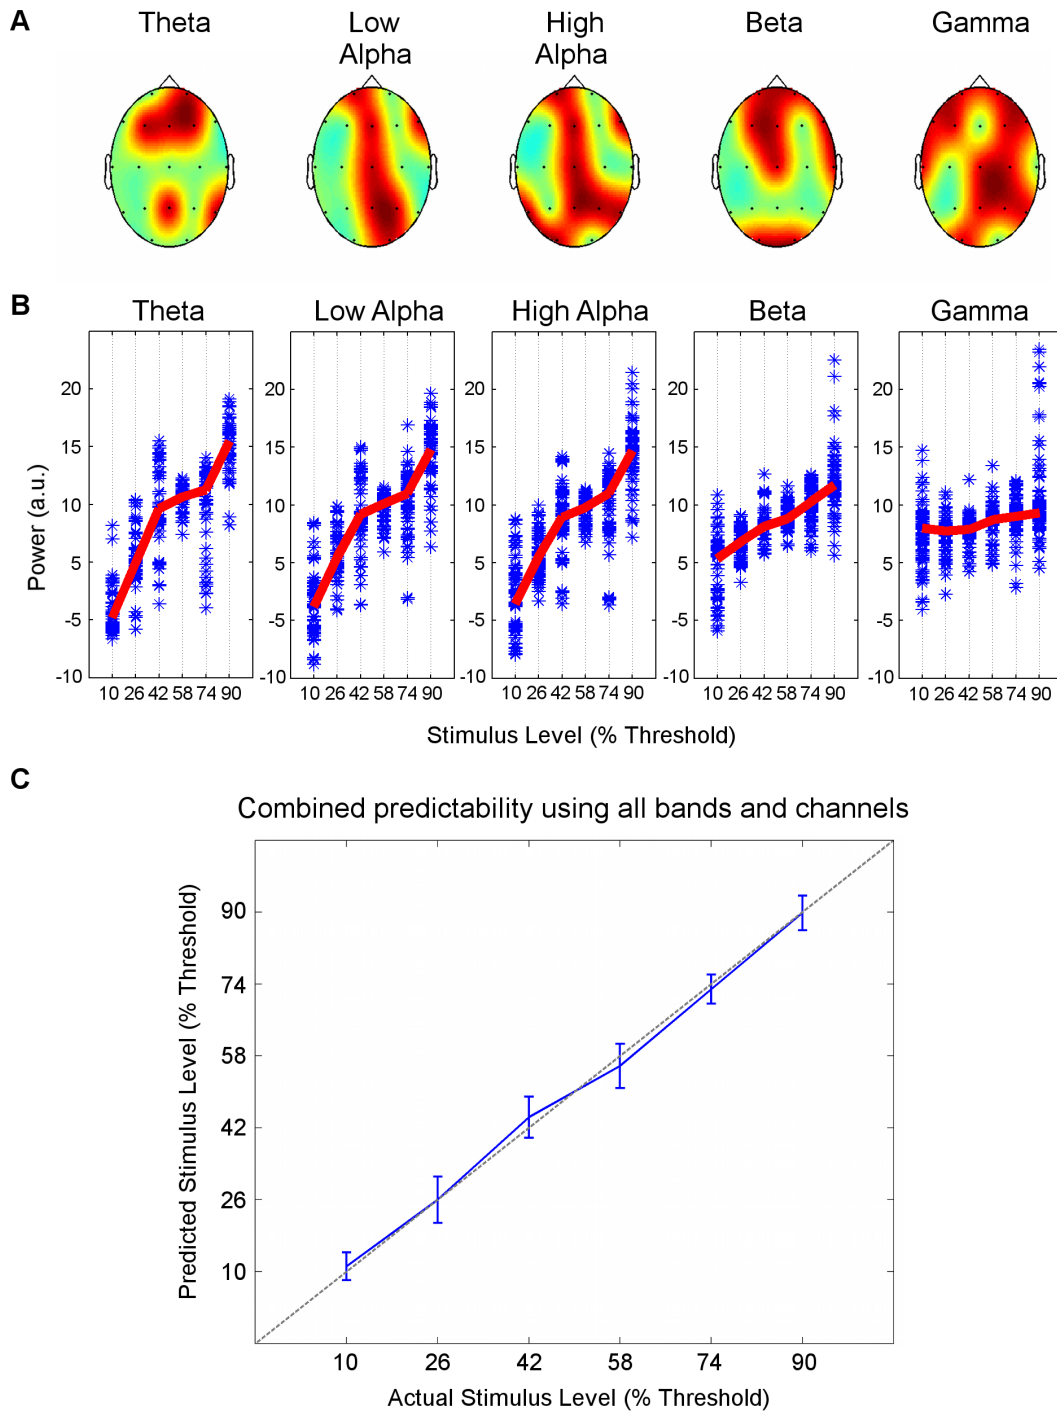 A
Theta Low High Beta Gamma
Alpha Alpha
B
Theta Low Alpha High Alpha Beta Gamma
20 20 20 20 20
15 15 15 15 15
10 10 10 10 10
5 5 5 5 5
-5 -5 -5 -5 -5
-10 -10 -10 -10 -10
Power (a.u.)
10 26 42 58 74 90 10 26 42 58 74 90 10 26 42 58 74 90 10 26 42 58 74 90 10 26 42 58 74 90
Stimulus Level (% Threshold)
C
Combined predictability using all bands and channels
Predicted Stimulus Level (% Threshold)
90
74
58
42
26
10
10 26 42 58 74 90
Actual Stimulus Level (% Threshold)